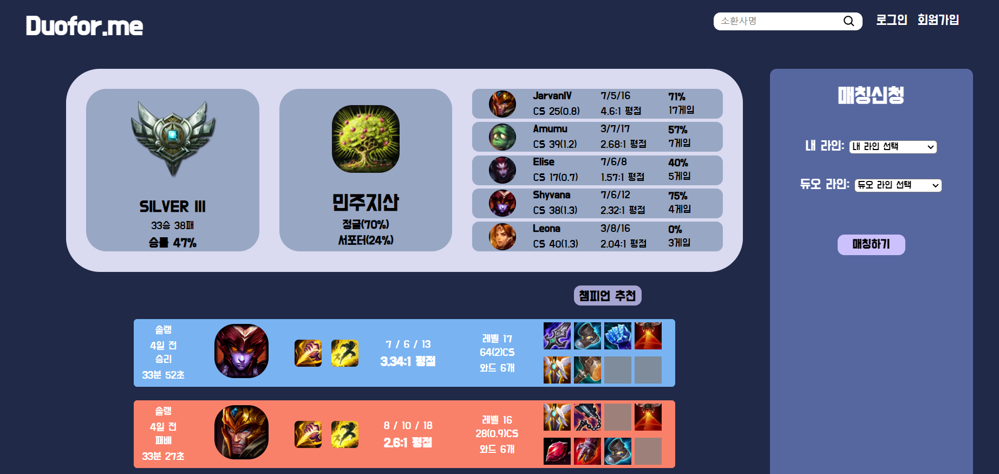 Duofor.me
소환사명
로그인 회원가입
SILVER III
33승 38패
승률 47%
민주지산
정글(70%)
서포터(24%)
JarvanIV 7/5/16 71%
CS 25(0.8) 4.6:1 평점 17게임
Amumu 3/7/17 57%
CS 39(1.2) 2.68:1 평점 7게임
Elise 7/6/8 40%
CS 17(0.7) 1.57:1 평점 5게임
Shyvana 7/6/12 75%
CS 38(1.3) 2.32:1 평점 4게임
Leona 3/8/16 0%
CS 40(1.3) 2.04:1 평점 3게임
매칭신청
내 라인: 내 라인 선택
듀오 라인: 듀오 라인 선택
매칭하기
챔피언 추천
솔랭
4일 전
승리
33분 52초
7 / 6 / 13
3.34:1 평점
레벨 17
64(2)CS
와드 6개
솔랭
4일 전
패배
33분 27초
8 / 10 / 18
2.6:1 평점
레벨 16
28(0.9)CS
와드 6개